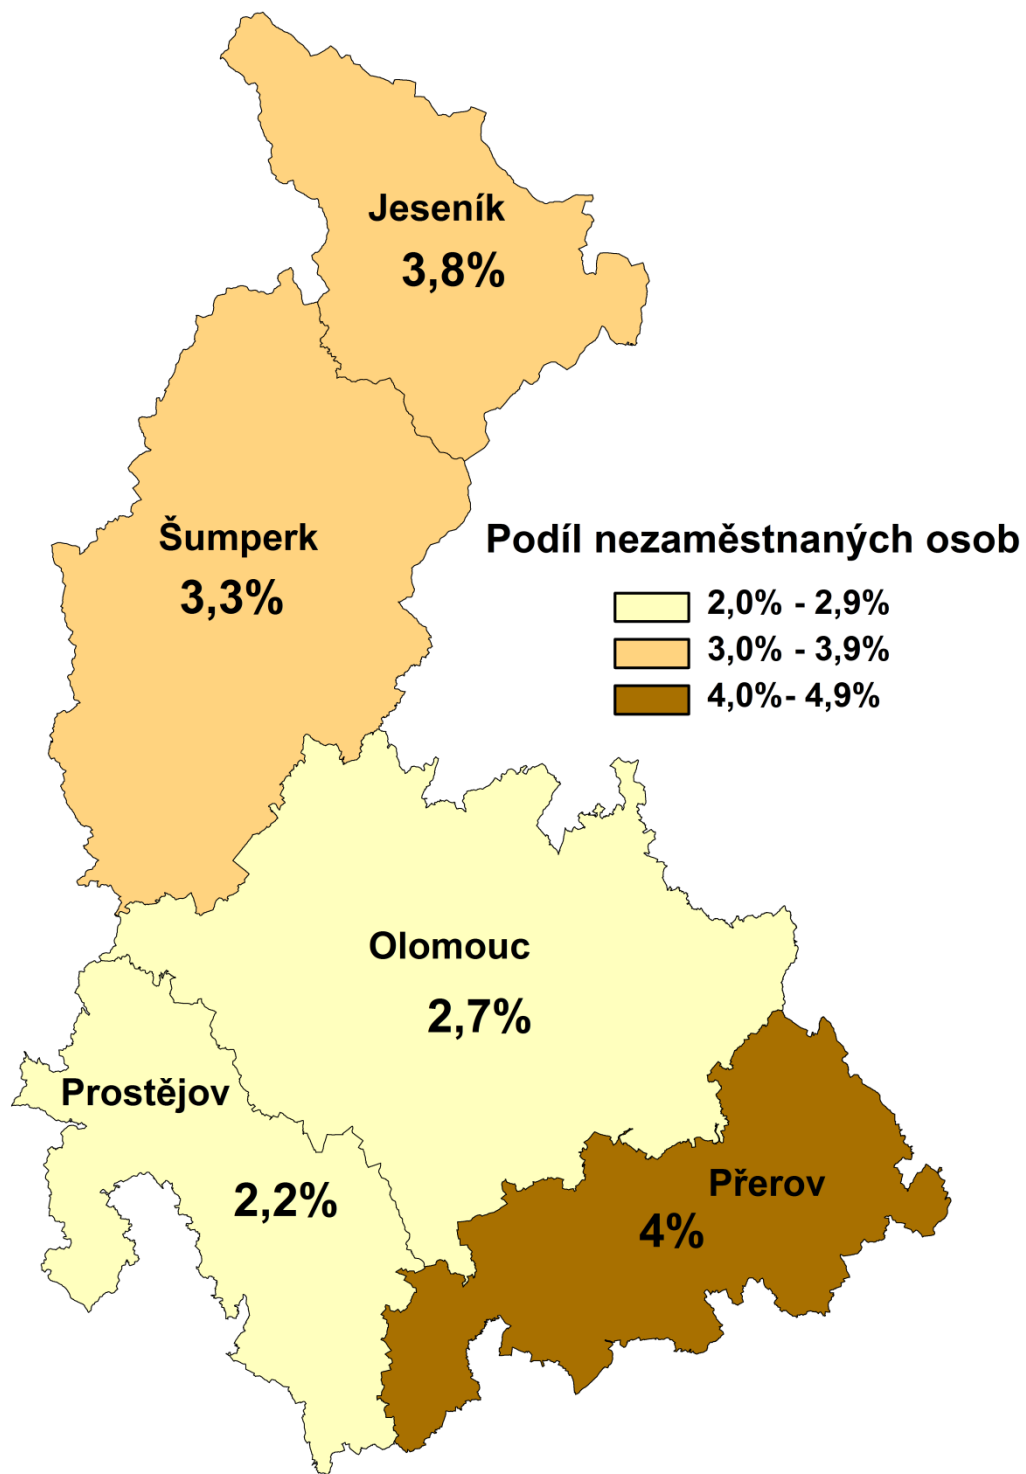 Jeseník
3,8%
Šumperk
3,3%
Podíl nezaměstnaných osob
2,0% - 2,9%
3,0% - 3,9%
4,0%- 4,9%
Olomouc
2,7%
Prostějov
2,2%
Přerov
4%